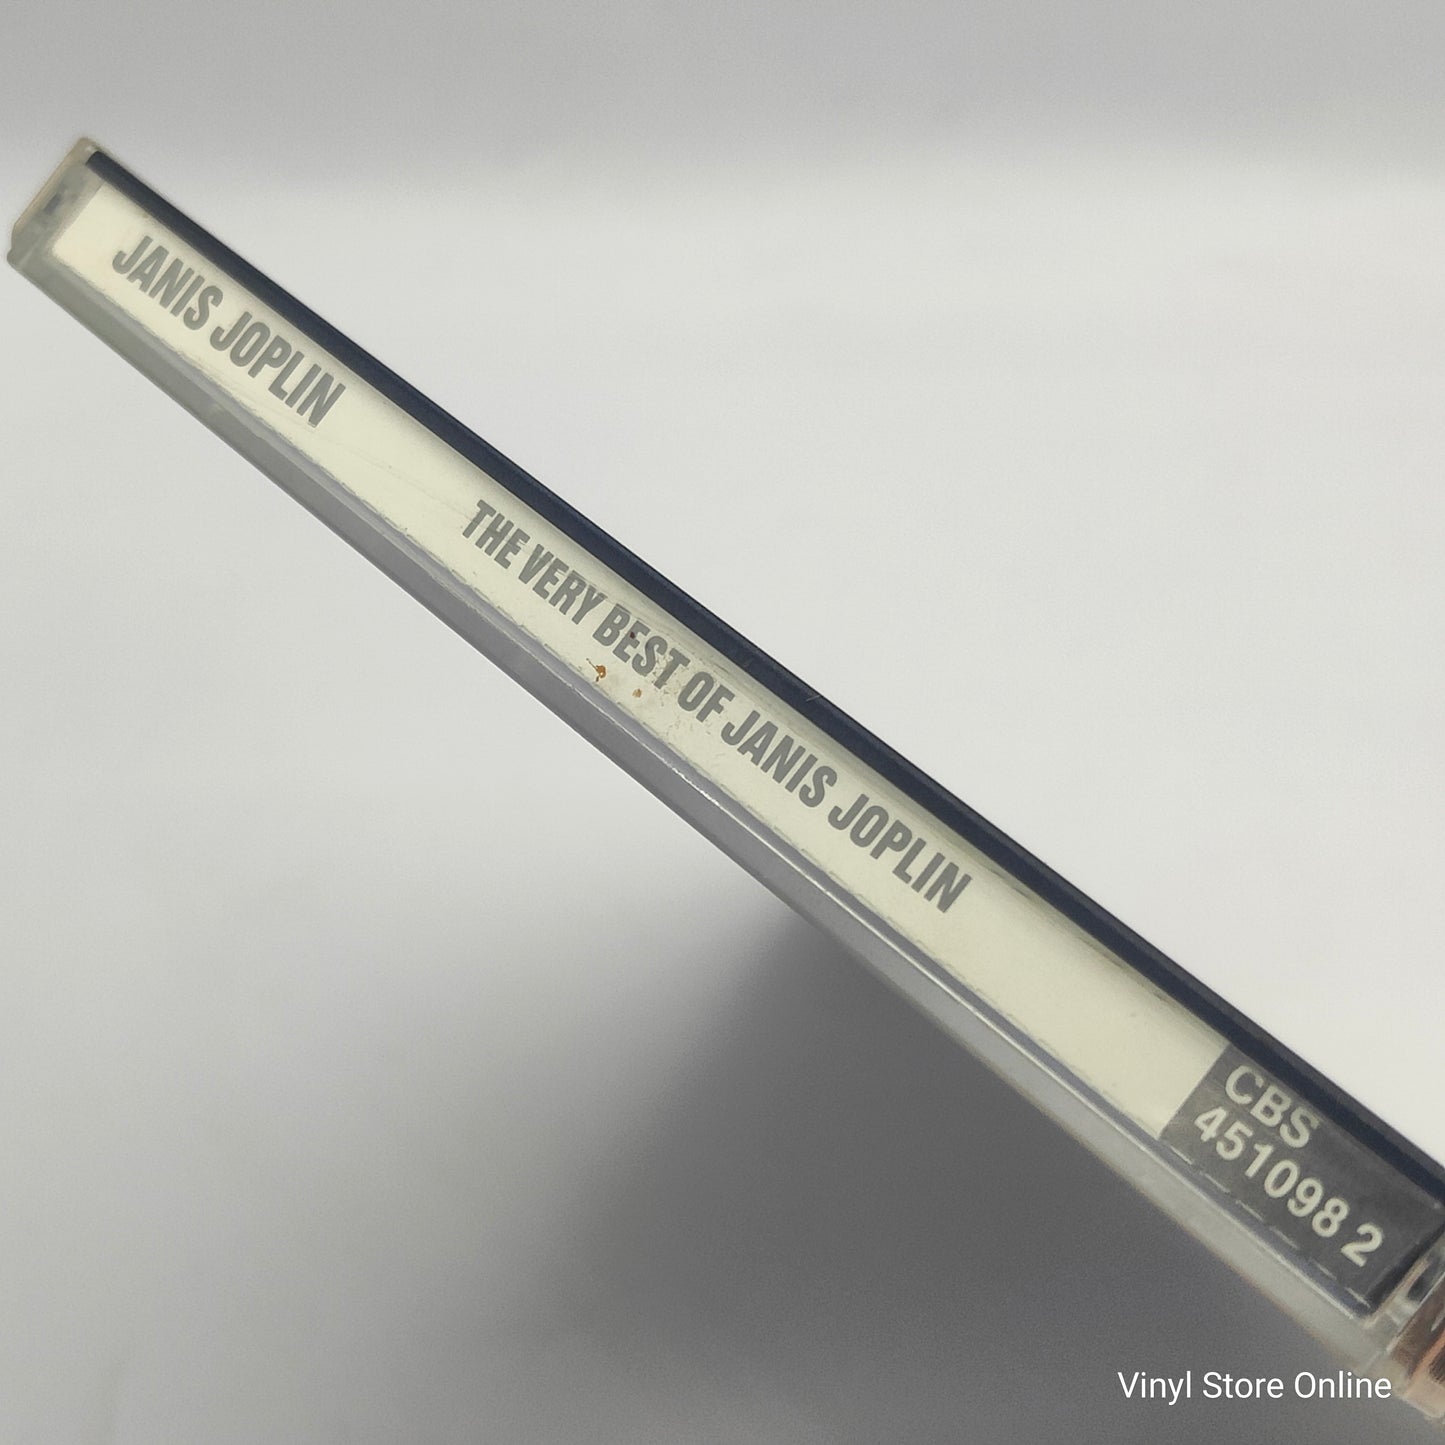 JANIS JOPLIN
THE VERY BEST OF JANIS JOPLIN
CBS
451098 2
Vinyl Store Online